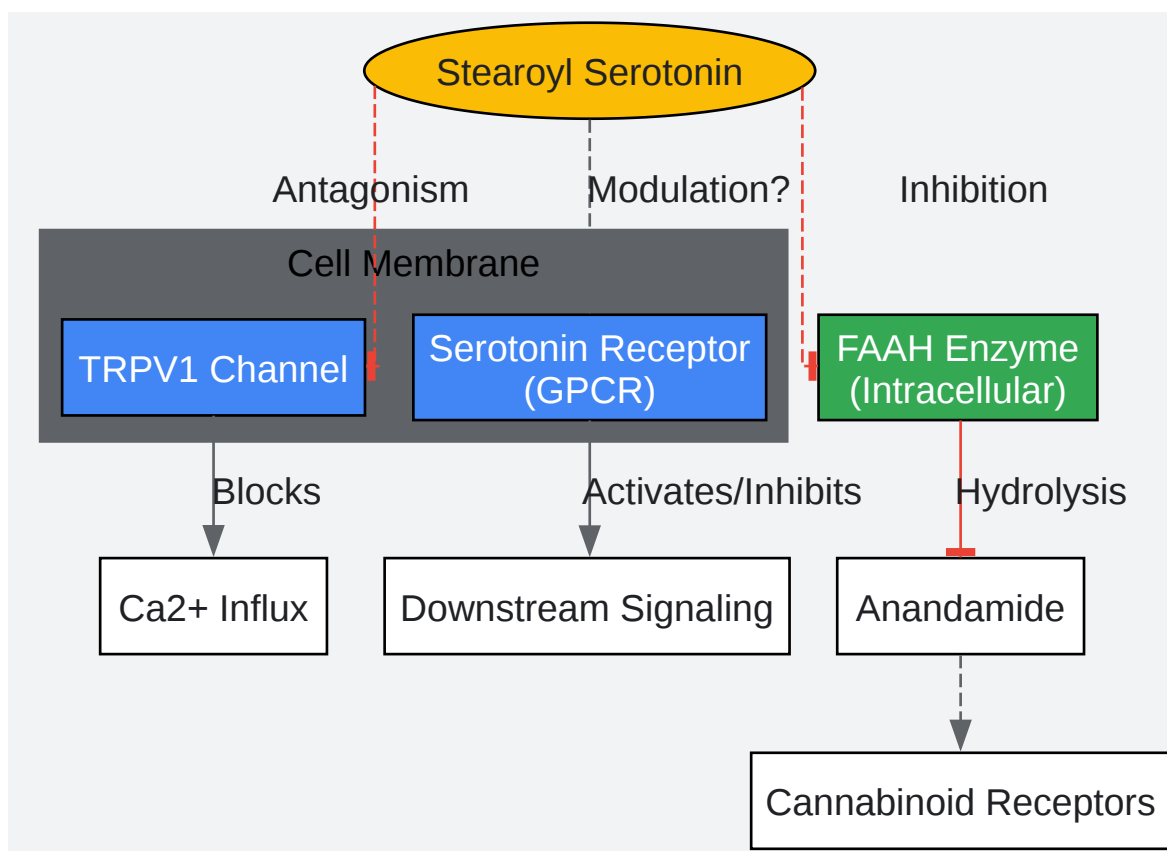 Stearoyl Serotonin
Antagonism
Modulation?
Inhibition
Cell Membrane
TRPV1 Channel
Serotonin Receptor
(GPCR)
FAAH Enzyme
(Intracellular)
Blocks
Activates/Inhibits
Hydrolysis
Ca2+ Influx
Downstream Signaling
Anandamide
Cannabinoid Receptors